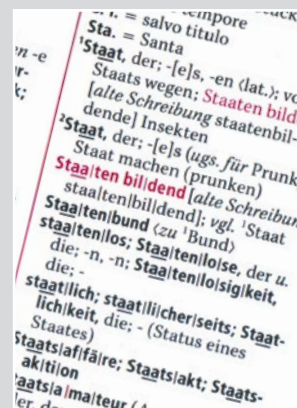 tempore
= salvo titulo
Sta. = Santa
¹Staat, der; -[e]s, -en ⟨lat.⟩;
Staats wegen; Staaten bild
[alte Schreibung staatenbil-
dende] Insekten
²Staat, der; -[e]s (ugs. für Prunk
Staat machen (prunken)
Staa|ten bil|dend [alte Schreibun
staa|ten|bil|dend]; vgl. ¹Staat
Staa|ten|bund ⟨zu ¹Bund⟩
staa|ten|los; Staa|ten|lo|se, der u.
die; -n, -n; Staa|ten|lo|sig|keit,
die; -
staat|lich; staat|li|cher|seits; Staat-
lich|keit, die; - (Status eines
Staates)
Staats|af|fä|re; Staats|akt; Staats-
ak|ti|on
taats|a|ma|teur